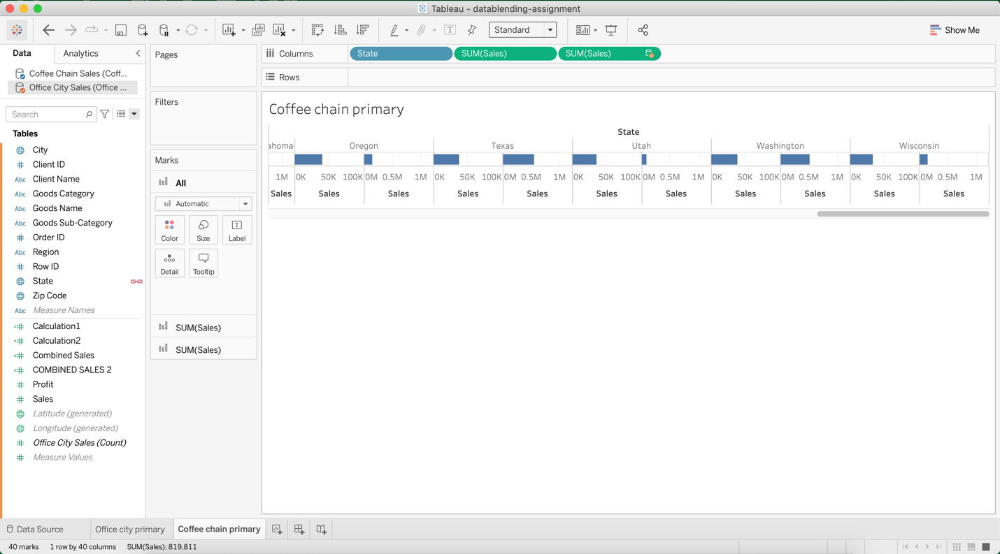 Tableau - datablending-assignment
Standard
Show Me
Data
Analytics
Coffee Chain Sales (Coff...
Office City Sales (Office ...
Search
Tables
City
Client ID
Abc Client Name
Abc Goods Category
Abc Goods Name
Abc Goods Sub-Category
Order ID
Abc Region
Row ID
State
Zip Code
Abc Measure Names
Calculation1
Calculation2
Combined Sales
COMBINED SALES 2
Profit
Sales
Latitude (generated)
Longitude (generated)
Office City Sales (Count)
Measure Values
Pages
Filters
Marks
All
Automatic
Color
Size
Label
Detail
Tooltip
SUM(Sales)
SUM(Sales)
Columns
State
SUM(Sales)
SUM(Sales)
Rows
Coffee chain primary
State
ahoma Oregon Texas Utah Washington Wisconsin
1M 0K 50K 100K 0M 0.5M 1M 0K 50K 100K 0M 0.5M 1M 0K 50K 100K 0M 0.5M 1M 0K 50K 100K 0M 0.5M 1M 0K 50K 100K 0M 0.5M 1M
Sales Sales Sales Sales Sales Sales Sales Sales Sales Sales Sales
Data Source
Office city primary
Coffee chain primary
40 marks 1 row by 40 columns SUM(Sales): 819,811